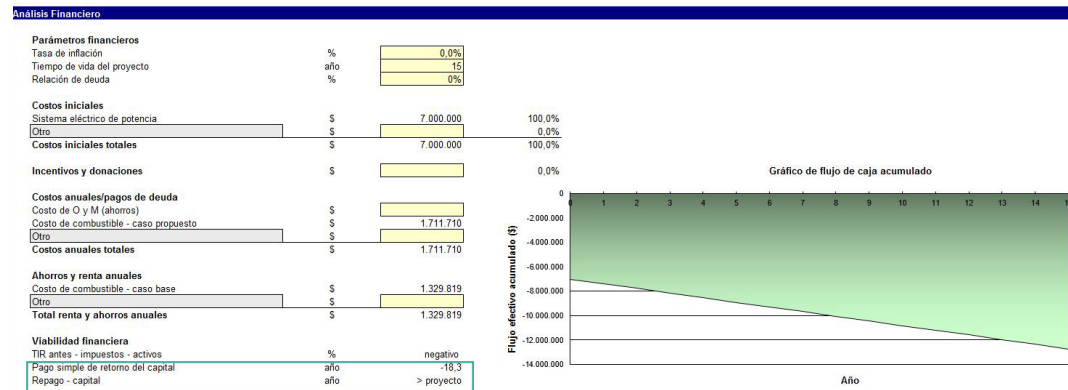 Análisis Financiero
Parámetros financieros
Tasa de inflación % 0,0%
Tiempo de vida del proyecto año 15
Relación de deuda % 0%
Costos iniciales
Sistema eléctrico de potencia $ 7.000.000 100,0%
Otro $ 0,0%
Costos iniciales totales $ 7.000.000 100,0%
Incentivos y donaciones $ 0,0%
Costos anuales/pagos de deuda
Costo de O y M (ahorros) $
Costo de combustible - caso propuesto $ 1.711.710
Otro $
Costos anuales totales $ 1.711.710
Ahorros y renta anuales
Costo de combustible - caso base $ 1.329.819
Otro $
Total renta y ahorros anuales $ 1.329.819
Viabilidad financiera
TIR antes - impuestos - activos % negativo
Pago simple de retorno del capital año -18,3
Repago - capital año > proyecto
Gráfico de flujo de caja acumulado
0 1 2 3 4 5 6 7 8 9 10 11 12 13 14
0
-2.000.000
-4.000.000
-6.000.000
-8.000.000
-10.000.000
-12.000.000
-14.000.000
Flujo efectivo acumulado ($)
Año